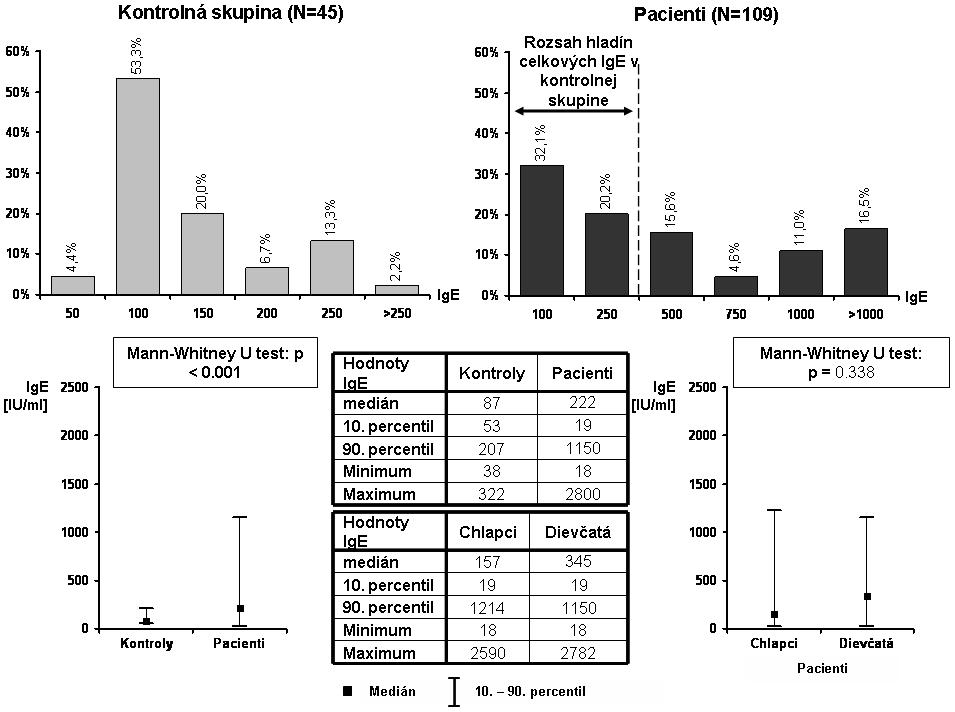 Kontrolná skupina (N=45)
60%
50%
40%
30%
20%
10%
0%
4,4%
53,3%
20,0%
6,7%
13,3%
2,2%
50 100 150 200 250 >250
IgE
Pacienti (N=109)
Rozsah hladín
celkových IgE v
kontrolnej
skupine
60%
50%
40%
30%
20%
10%
0%
32,1%
20,2%
15,6%
4,6%
11,0%
16,5%
100 250 500 750 1000 >1000
IgE
Mann-Whitney U test: p
< 0.001
IgE
[IU/ml]
2500
2000
1500
1000
500
0
Kontroly Pacienti
Hodnoty
IgE Kontroly Pacienti
medián 87 222
10. percentil 53 19
90. percentil 207 1150
Minimum 38 18
Maximum 322 2800
Hodnoty
IgE Chlapci Dievčatá
medián 157 345
10. percentil 19 19
90. percentil 1214 1150
Minimum 18 18
Maximum 2590 2782
Mann-Whitney U test:
p = 0.338
IgE
[IU/ml]
2500
2000
1500
1000
500
0
Chlapci Dievčatá
Pacienti
Medián 10. – 90. percentil